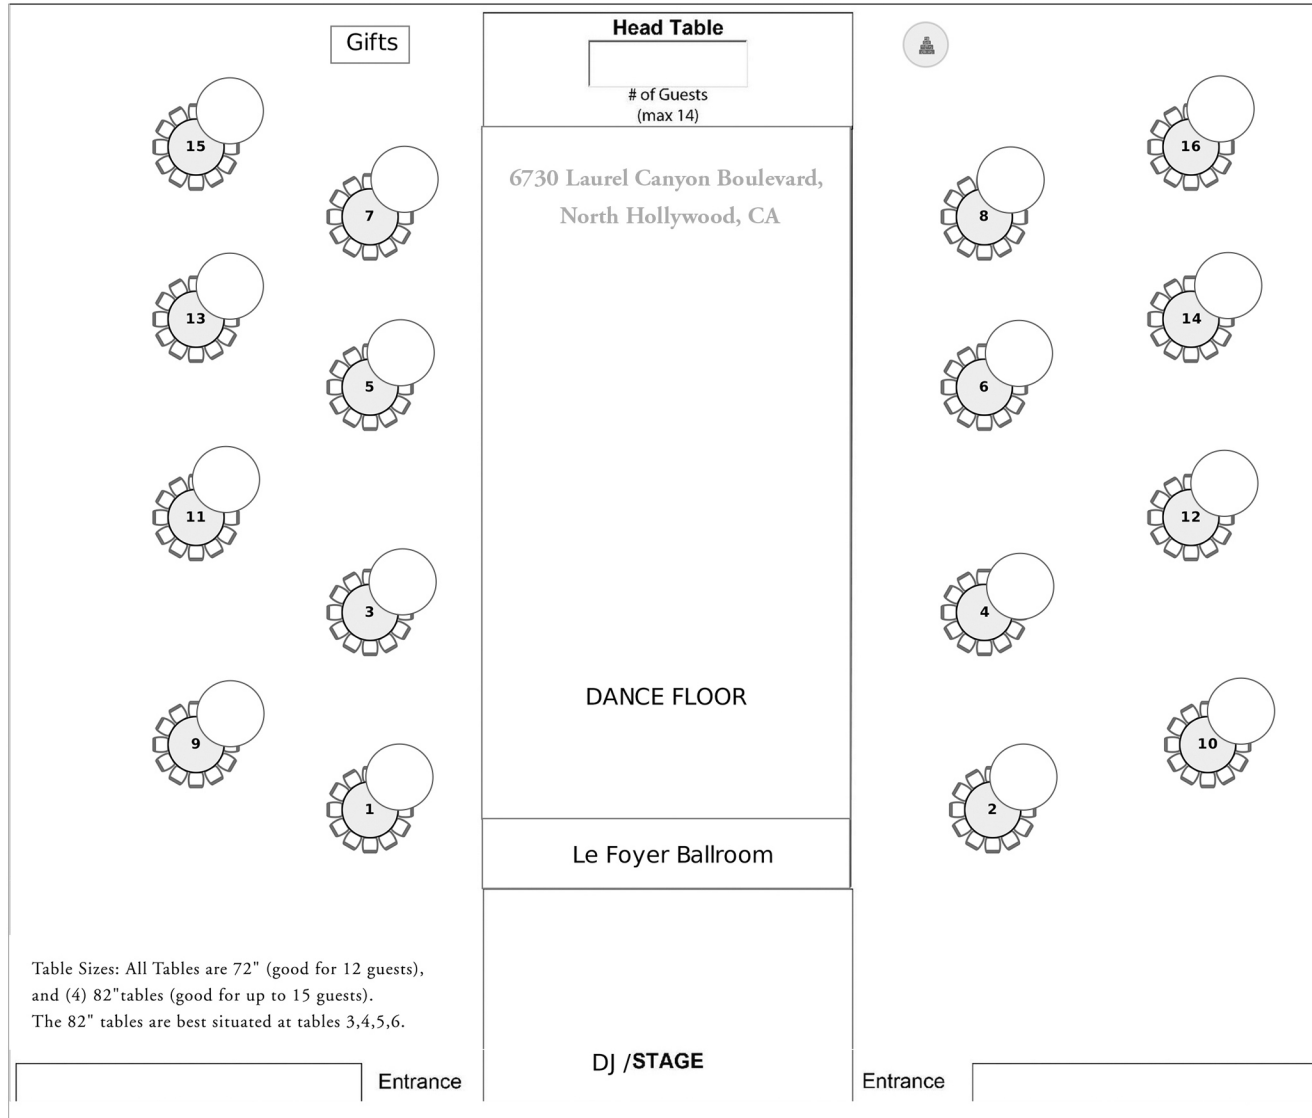 Gifts
Head Table
# of Guests
(max 14)
15
16
6730 Laurel Canyon Boulevard,
North Hollywood, CA
7
8
13
14
5
6
11
12
3
4
DANCE FLOOR
9
10
1
2
Le Foyer Ballroom
Table Sizes: All Tables are 72" (good for 12 guests),
and (4) 82"tables (good for up to 15 guests).
The 82" tables are best situated at tables 3,4,5,6.
DJ /STAGE
Entrance
Entrance